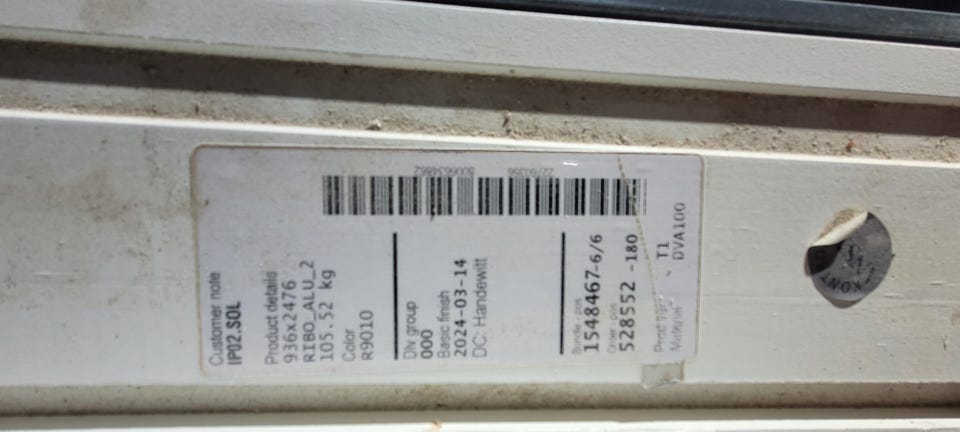 Customer note
IP02.SOL
Product details
936x2476
RIBO_ALU_2
105.52 kg
Color
R9010
Div group
000
Basic finish
2024-03-14
DC: Handewitt
Bundle pos
1548467-6/6
Order pos
528552 -180
T1
Material
DVA100